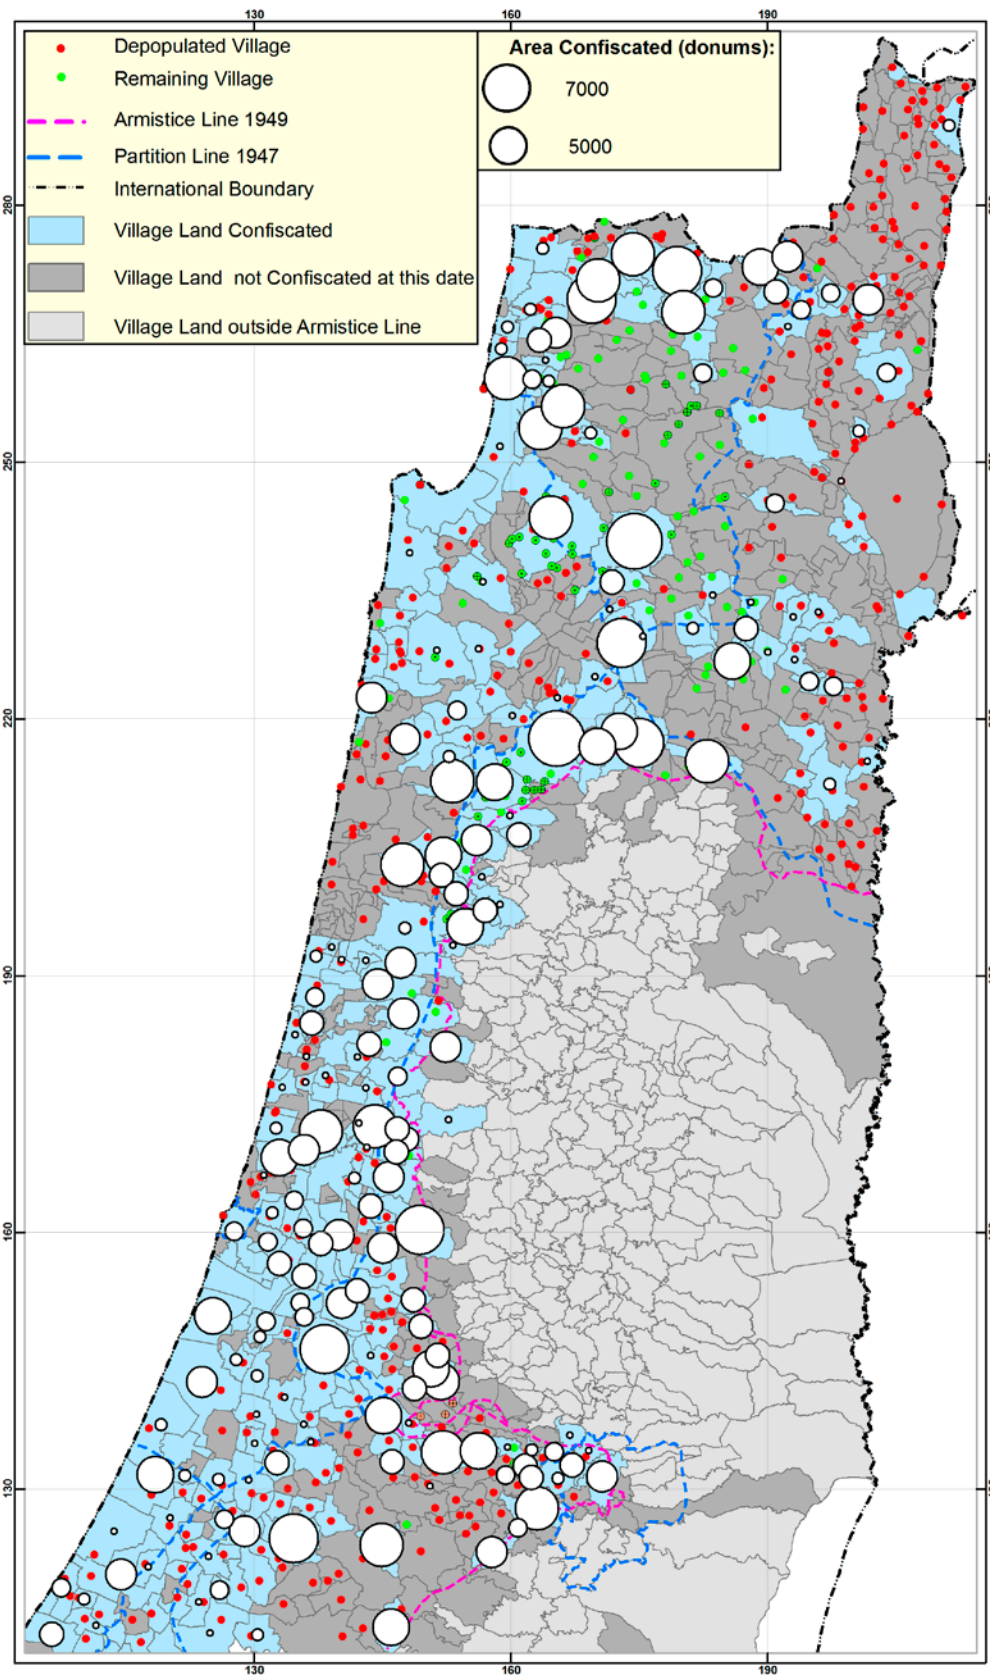 130 160 190
Depopulated Village
Remaining Village
Armistice Line 1949
Partition Line 1947
International Boundary
Village Land Confiscated
Village Land not Confiscated at this date
Village Land outside Armistice Line
Area Confiscated (donums):
7000
5000
280
250
220
190
160
130
130 160 190